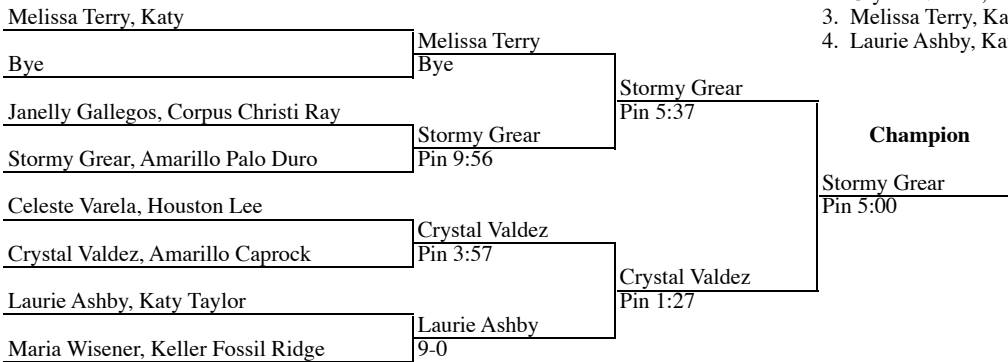 Melissa Terry, Katy
Bye
Janelly Gallegos, Corpus Christi Ray
Stormy Grear, Amarillo Palo Duro
Celeste Varela, Houston Lee
Crystal Valdez, Amarillo Caprock
Laurie Ashby, Katy Taylor
Maria Wisener, Keller Fossil Ridge
Melissa Terry
Bye
Stormy Grear
Pin 9:56
Crystal Valdez
Pin 3:57
Laurie Ashby
9-0
Stormy Grear
Pin 5:37
Crystal Valdez
Pin 1:27
3. Melissa Terry, Ka
4. Laurie Ashby, Ka
Champion
Stormy Grear
Pin 5:00